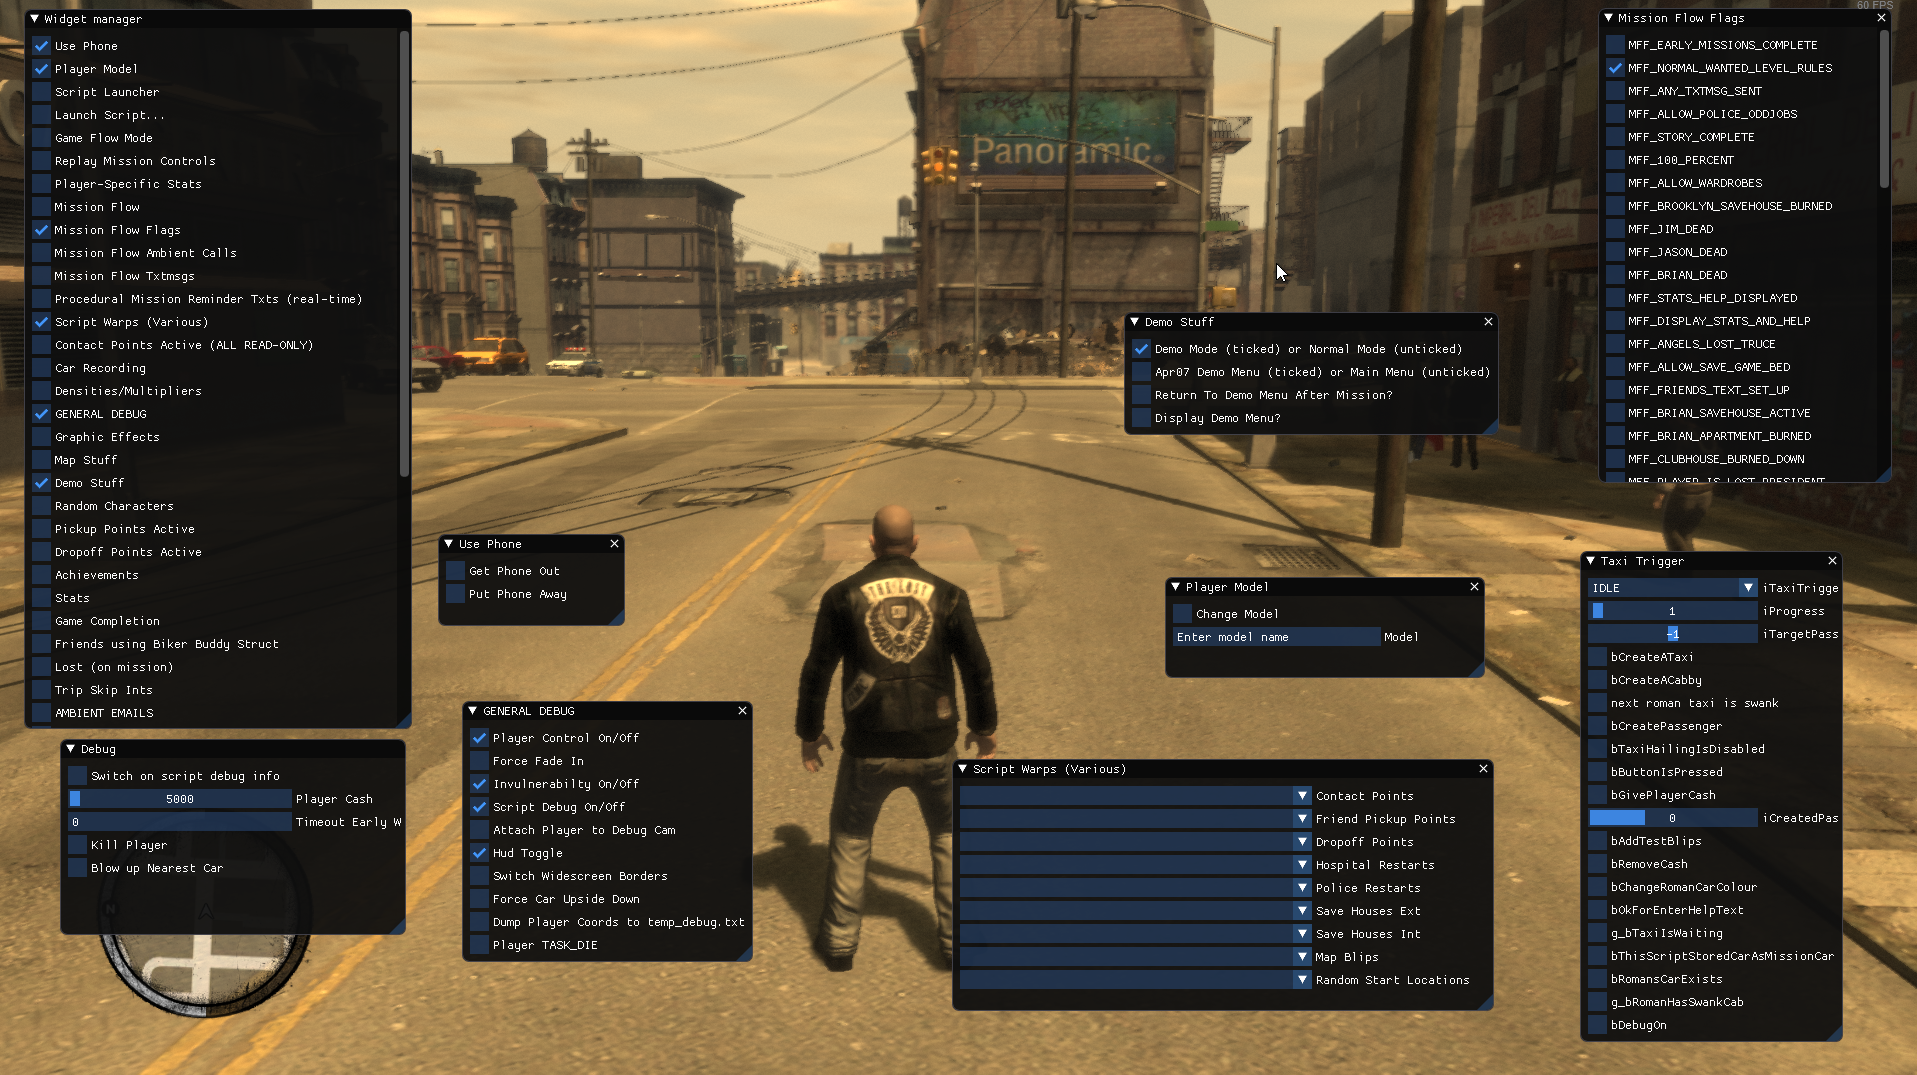 60 FPS
Widget manager
Use Phone
Player Model
Script Launcher
Launch Script...
Game Flow Mode
Replay Mission Controls
Player-Specific Stats
Mission Flow
Mission Flow Flags
Mission Flow Ambient Calls
Mission Flow Txtmsgs
Procedural Mission Reminder Txts (real-time)
Script Warps (Various)
Contact Points Active (ALL READ-ONLY)
Car Recording
Densities/Multipliers
GENERAL DEBUG
Graphic Effects
Map Stuff
Demo Stuff
Random Characters
Pickup Points Active
Dropoff Points Active
Achievements
Stats
Game Completion
Friends using Biker Buddy Struct
Lost (on mission)
Trip Skip Ints
AMBIENT EMAILS
Debug
Switch on script debug info
5000 Player Cash
0 Timeout Early W
Kill Player
Blow up Nearest Car
N
Panoramic
Use Phone
Get Phone Out
Put Phone Away
GENERAL DEBUG
Player Control On/Off
Force Fade In
Invulnerabilty On/Off
Script Debug On/Off
Attach Player to Debug Cam
Hud Toggle
Switch Widescreen Borders
Force Car Upside Down
Dump Player Coords to temp_debug.txt
Player TASK_DIE
THE LOST
Demo Stuff
Demo Mode (ticked) or Normal Mode (unticked)
Apr07 Demo Menu (ticked) or Main Menu (unticked)
Return To Demo Menu After Mission?
Display Demo Menu?
Player Model
Change Model
Enter model name Model
Script Warps (Various)
Contact Points
Friend Pickup Points
Dropoff Points
Hospital Restarts
Police Restarts
Save Houses Ext
Save Houses Int
Map Blips
Random Start Locations
Mission Flow Flags
MFF_EARLY_MISSIONS_COMPLETE
MFF_NORMAL_WANTED_LEVEL_RULES
MFF_ANY_TXTMSG_SENT
MFF_ALLOW_POLICE_ODDJOBS
MFF_STORY_COMPLETE
MFF_100_PERCENT
MFF_ALLOW_WARDROBES
MFF_BROOKLYN_SAVEHOUSE_BURNED
MFF_JIM_DEAD
MFF_JASON_DEAD
MFF_BRIAN_DEAD
MFF_STATS_HELP_DISPLAYED
MFF_DISPLAY_STATS_AND_HELP
MFF_ANGELS_LOST_TRUCE
MFF_ALLOW_SAVE_GAME_BED
MFF_FRIENDS_TEXT_SET_UP
MFF_BRIAN_SAVEHOUSE_ACTIVE
MFF_BRIAN_APARTMENT_BURNED
MFF_CLUBHOUSE_BURNED_DOWN
MFF_PLAYER_IS_LOST_PRESIDENT
Taxi Trigger
IDLE iTaxiTrigge
1 iProgress
-1 iTargetPass
bCreateATaxi
bCreateACabby
next roman taxi is swank
bCreatePassenger
bTaxiHailingIsDisabled
bButtonIsPressed
bGivePlayerCash
0 iCreatedPas
bAddTestBlips
bRemoveCash
bChangeRomanCarColour
bOkForEnterHelpText
g_bTaxiIsWaiting
bThisScriptStoredCarAsMissionCar
bRomansCarExists
g_bRomanHasSwankCab
bDebugOn